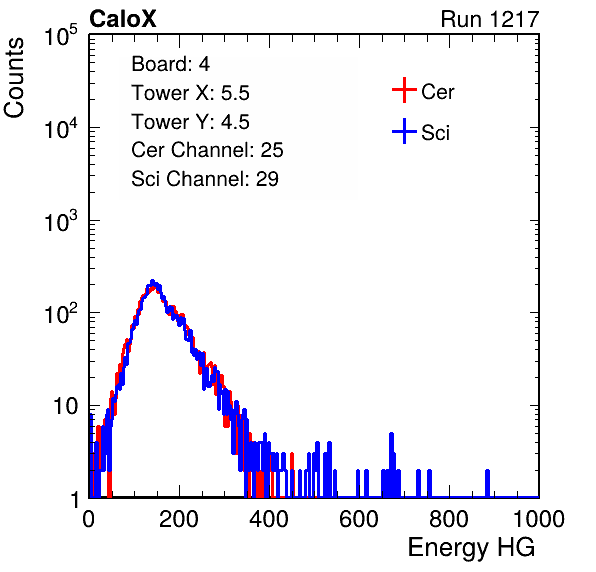 CaloX Run 1217
Counts
10^5
10^4
10^3
10^2
10
1
Board: 4
Tower X: 5.5
Tower Y: 4.5
Cer Channel: 25
Sci Channel: 29
Cer
Sci
0 200 400 600 800 1000
Energy HG